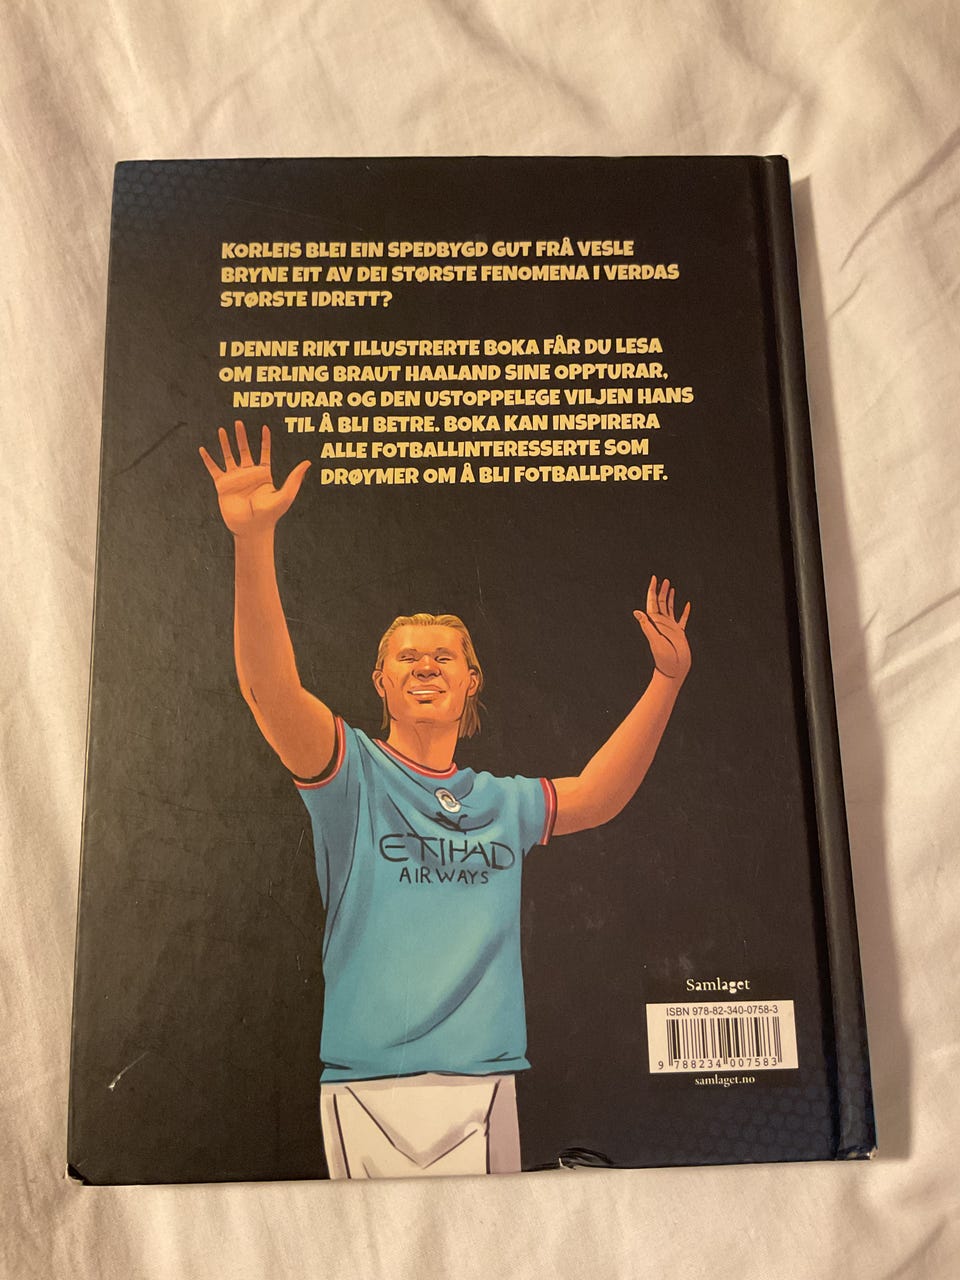 KORLEIS BLEI EIN SPEDBYGD GUT FRÅ VESLE
BRYNE EIT AV DEI STØRSTE FENOMENA I VERDAS
STØRSTE IDRETT?
I DENNE RIKT ILLUSTRERTE BOKA FÅR DU LESA
OM ERLING BRAUT HAALAND SINE OPPTURAR,
NEDTURAR OG DEN USTOPPELEGE VILJEN HANS
TIL Å BLI BETRE. BOKA KAN INSPIRERA
ALLE FOTBALLINTERESSERTE SOM
DRØYMER OM Å BLI FOTBALLPROFF.
ETIHAD
AIRWAYS
Samlaget
ISBN 978-82-340-0758-3
9 788234 007583
samlaget.no